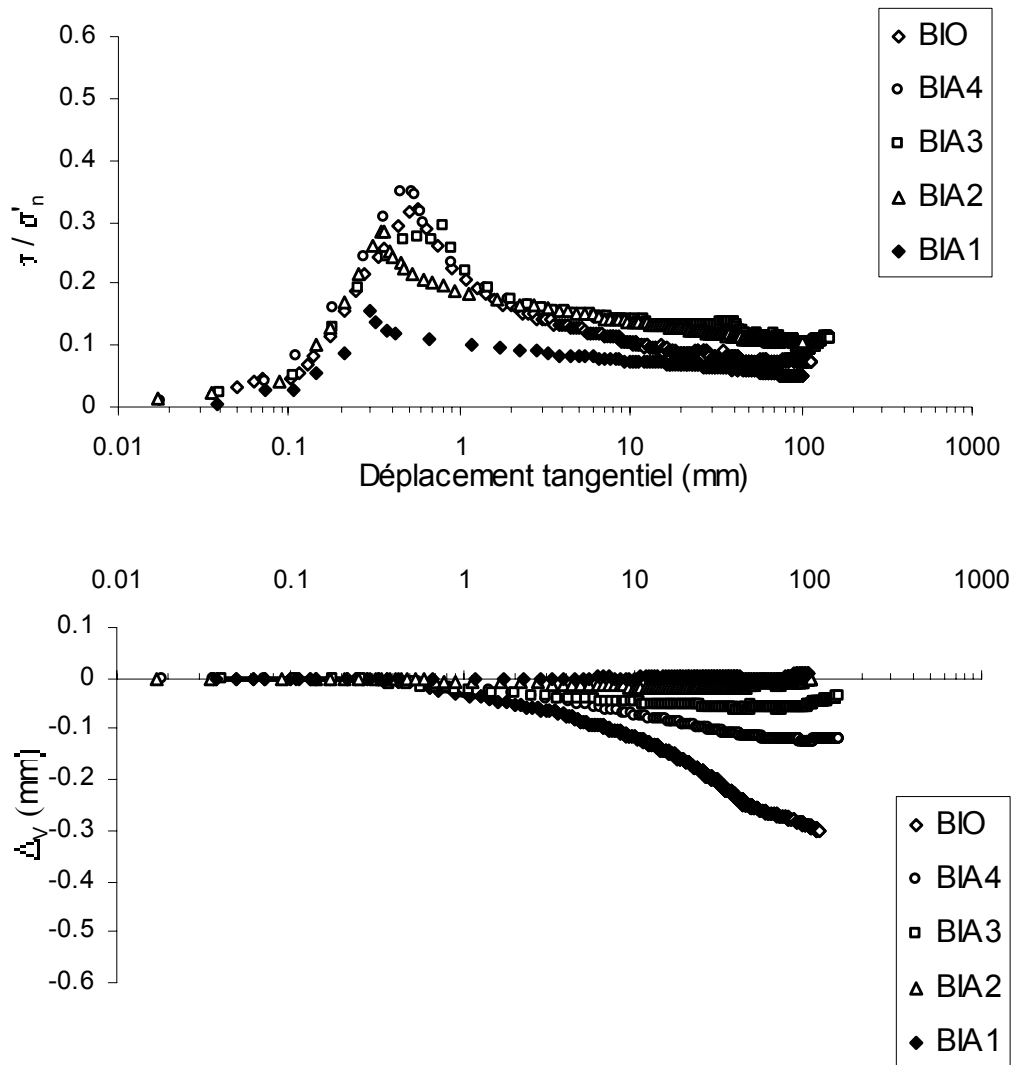 0.6
0.5
0.4
0.3
0.2
0.1
0
τ / σ'n
0.01 0.1 1 10 100 1000
Déplacement tangentiel (mm)
BIO
BIA4
BIA3
BIA2
BIA1
0.01 0.1 1 10 100 1000
0.1
0
-0.1
-0.2
-0.3
-0.4
-0.5
-0.6
ΔV (mm)
BIO
BIA4
BIA3
BIA2
BIA1